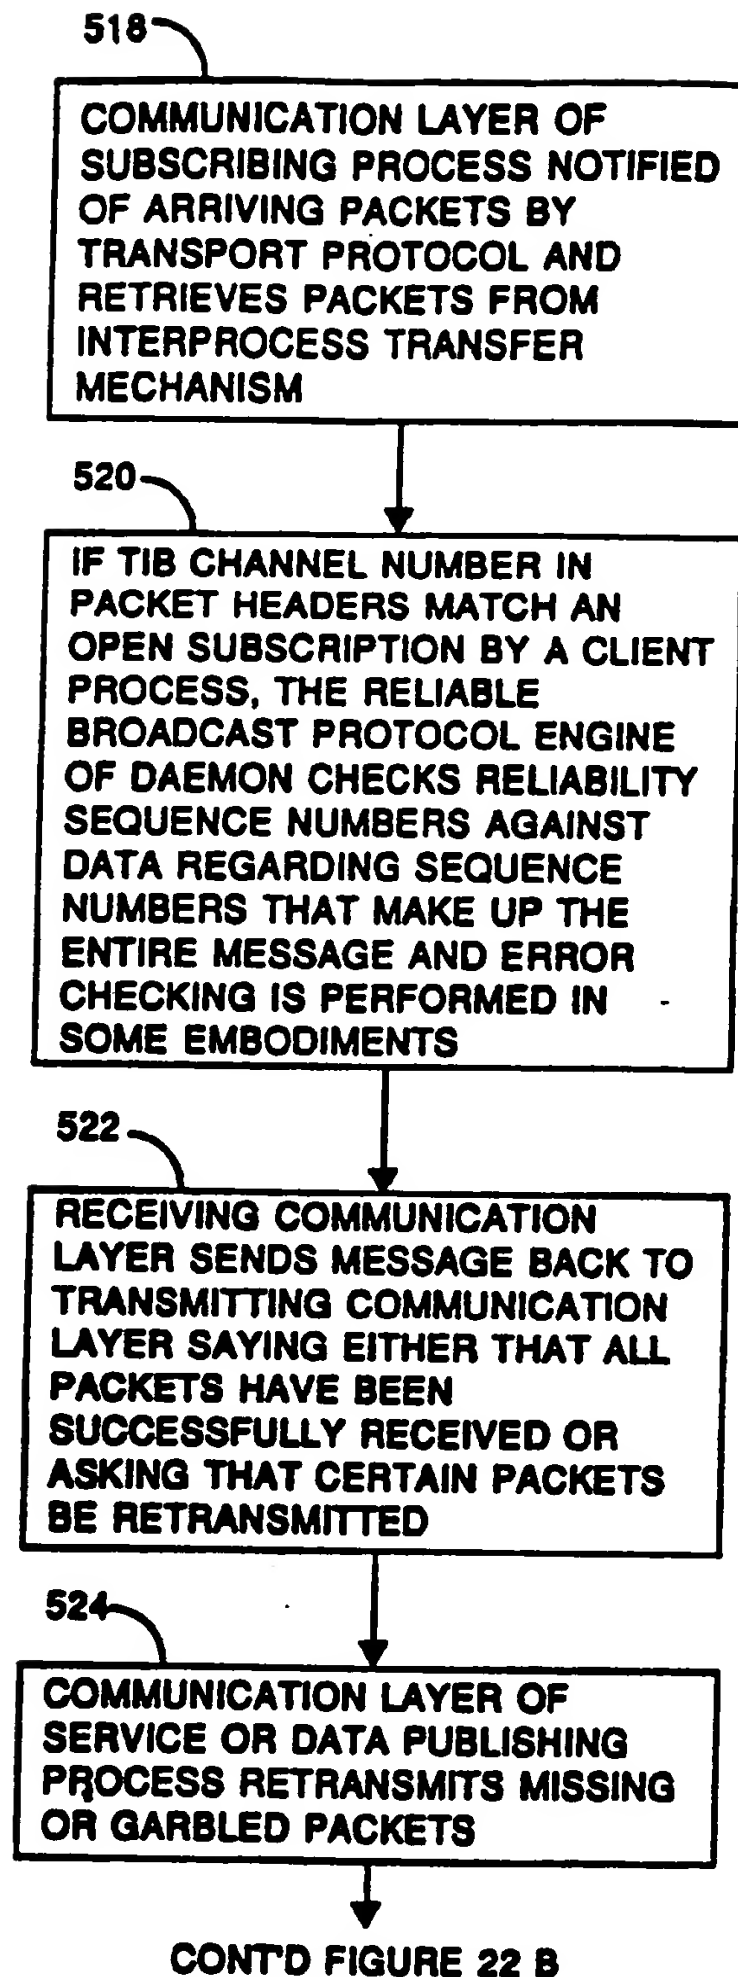 518
COMMUNICATION LAYER OF
SUBSCRIBING PROCESS NOTIFIED
OF ARRIVING PACKETS BY
TRANSPORT PROTOCOL AND
RETRIEVES PACKETS FROM
INTERPROCESS TRANSFER
MECHANISM
520
IF TIB CHANNEL NUMBER IN
PACKET HEADERS MATCH AN
OPEN SUBSCRIPTION BY A CLIENT
PROCESS, THE RELIABLE
BROADCAST PROTOCOL ENGINE
OF DAEMON CHECKS RELIABILITY
SEQUENCE NUMBERS AGAINST
DATA REGARDING SEQUENCE
NUMBERS THAT MAKE UP THE
ENTIRE MESSAGE AND ERROR
CHECKING IS PERFORMED IN
SOME EMBODIMENTS
522
RECEIVING COMMUNICATION
LAYER SENDS MESSAGE BACK TO
TRANSMITTING COMMUNICATION
LAYER SAYING EITHER THAT ALL
PACKETS HAVE BEEN
SUCCESSFULLY RECEIVED OR
ASKING THAT CERTAIN PACKETS
BE RETRANSMITTED
524
COMMUNICATION LAYER OF
SERVICE OR DATA PUBLISHING
PROCESS RETRANSMITS MISSING
OR GARBLED PACKETS
CONT'D FIGURE 22 B